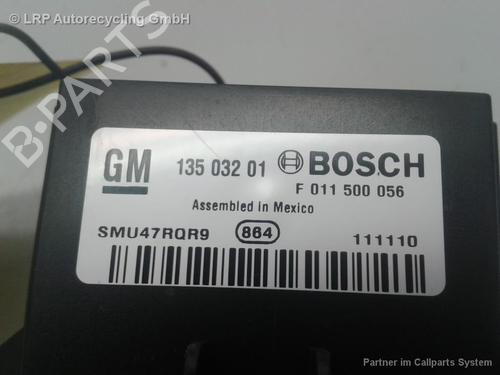 LRP Autorecycling GmbH
B-PARTS
GM 135 032 01 BOSCH
F 011 500 056
Assembled in Mexico
SMU47RQR9 864 111110
Partner im Callparts System